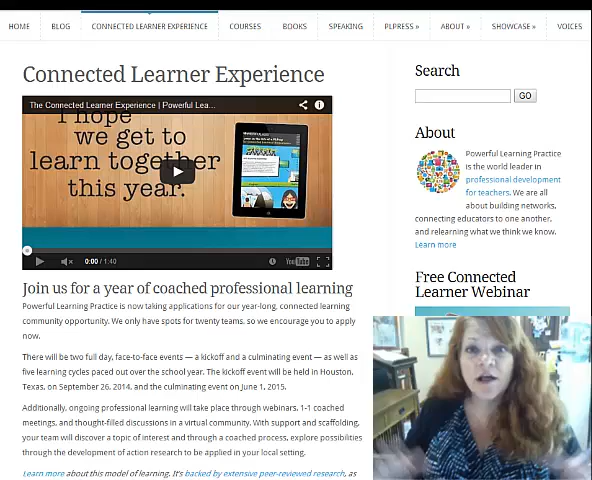 HOME BLOG CONNECTED LEARNER EXPERIENCE COURSES BOOKS SPEAKING PLPRESS » ABOUT » SHOWCASE » VOICES
Connected Learner Experience
The Connected Learner Experience | Powerful Lea...
I hope
we get to
learn together
this year.
0:00 / 1:40
YouTube
Join us for a year of coached professional learning
Powerful Learning Practice is now taking applications for our year-long, connected learning
community opportunity. We only have spots for twenty teams, so we encourage you to apply
now.
There will be two full day, face-to-face events — a kickoff and a culminating event — as well as
five learning cycles paced out over the school year. The kickoff event will be held in Houston,
Texas, on September 26, 2014, and the culminating event on June 1, 2015.
Additionally, ongoing professional learning will take place through webinars, 1-1 coached
meetings, and thought-filled discussions in a virtual community. With support and scaffolding,
your team will discover a topic of interest and through a coached process, explore possibilities
through the development of action research to be applied in your local setting.
Learn more about this model of learning. It's backed by extensive peer-reviewed research, as
Search
GO
About
Powerful Learning Practice
is the world leader in
professional development
for teachers. We are all
about building networks,
connecting educators to one another,
and relearning what we think we know.
Learn more
Free Connected
Learner Webinar